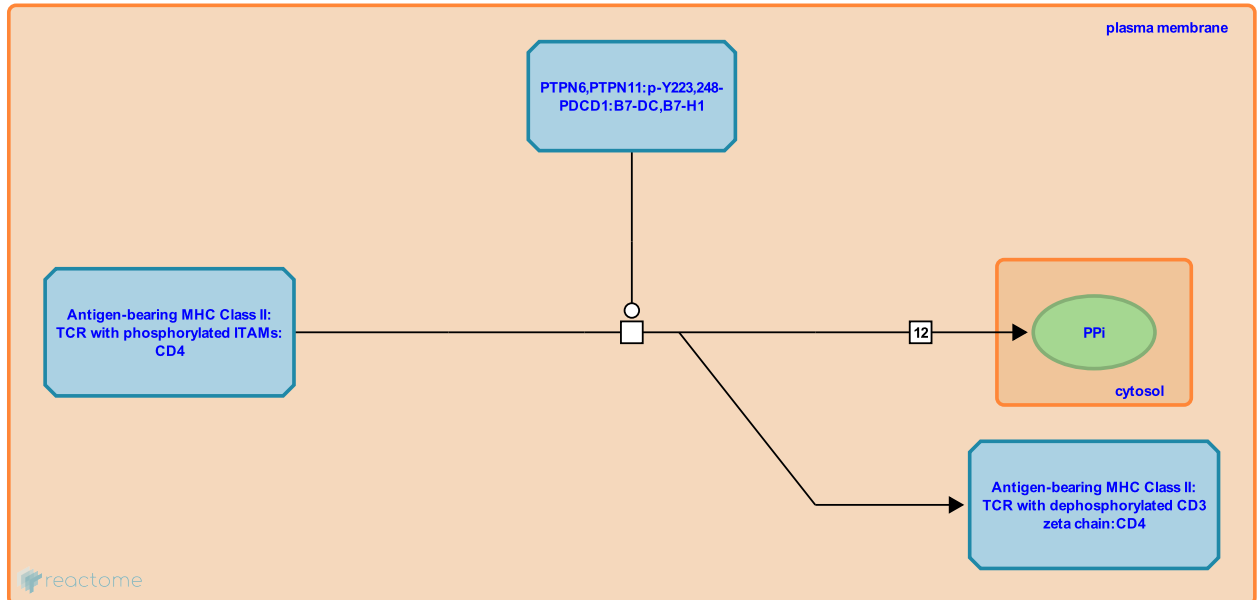 plasma membrane
PTPN6,PTPN11:p-Y223,248-
PDCD1:B7-DC,B7-H1
Antigen-bearing MHC Class II:
TCR with phosphorylated ITAMs:
CD4
12
PPi
cytosol
Antigen-bearing MHC Class II:
TCR with dephosphorylated CD3
zeta chain:CD4
reactome